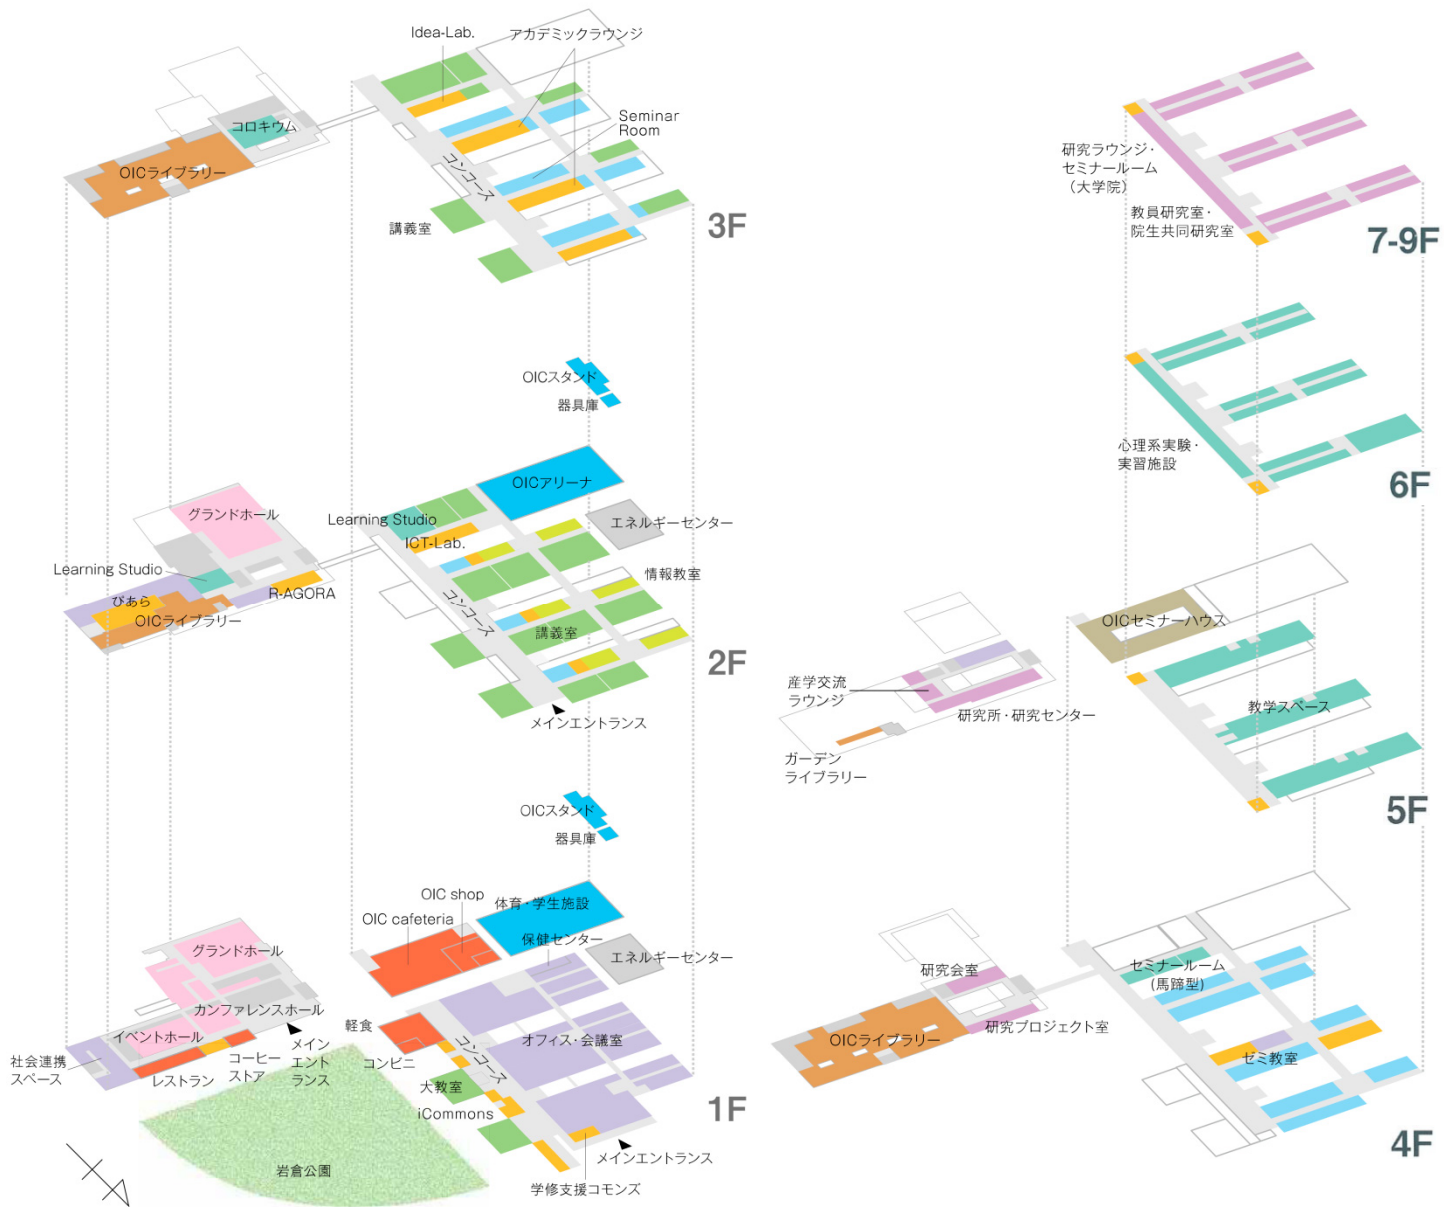 Idea-Lab.
アカデミックラウンジ
コロキウム
Seminar
Room
OICライブラリー
コンコース
講義室
3F
OICスタンド
器具庫
OICアリーナ
グランドホール
Learning Studio
エネルギーセンター
ICT-Lab.
Learning Studio
情報教室
R-AGORA
ぴあら
OICライブラリー
コンコース
講義室
2F
メインエントランス
OICスタンド
器具庫
OIC shop
体育・学生施設
OIC cafeteria
保健センター
グランドホール
エネルギーセンター
カンファレンスホール
軽食
イベントホール
コンコース
オフィス・会議室
社会連携
スペース
コーヒー
ストア
メイン
エント
ランス
コンビニ
レストラン
大教室
iCommons
1F
メインエントランス
岩倉公園
学修支援コモンズ
研究ラウンジ・
セミナールーム
（大学院）
教員研究室・
院生共同研究室
7-9F
心理系実験・
実習施設
6F
OICセミナーハウス
産学交流
ラウンジ
研究所・研究センター
教学スペース
ガーデン
ライブラリー
5F
研究会室
セミナールーム
(馬蹄型)
研究プロジェクト室
OICライブラリー
ゼミ教室
4F